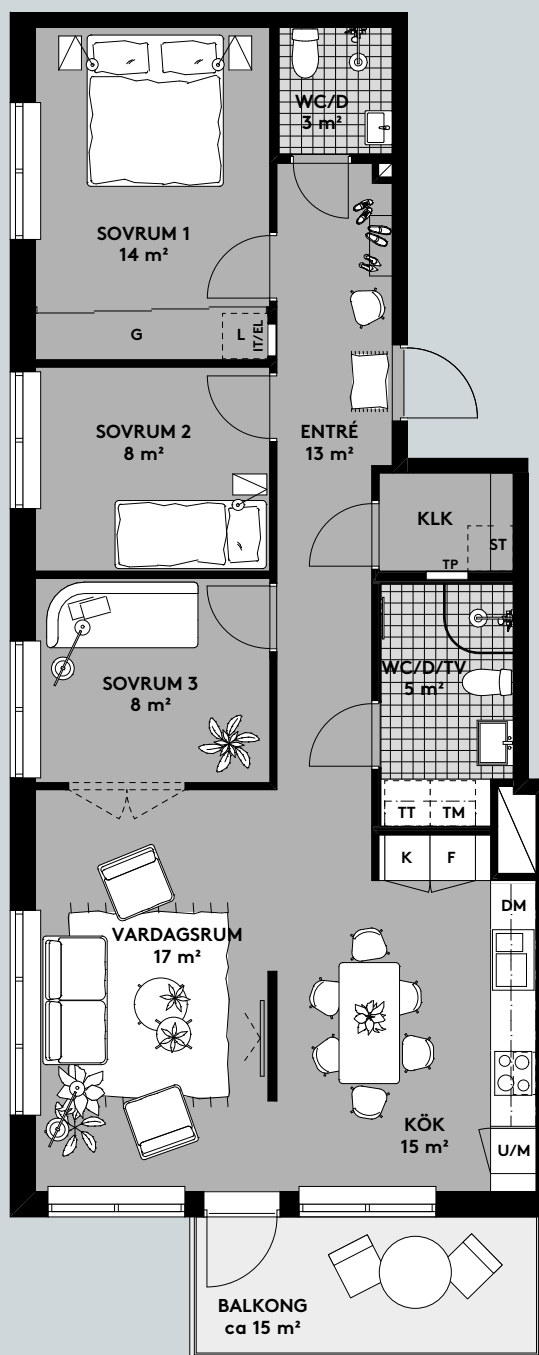 WC/D
3 m²
SOVRUM 1
14 m²
G
L
IT/EL
SOVRUM 2
8 m²
ENTRÉ
13 m²
KLK
ST
TP
SOVRUM 3
8 m²
WC/D/TV
5 m²
TT
TM
K
F
DM
VARDAGSRUM
17 m²
KÖK
15 m²
U/M
BALKONG
ca 15 m²